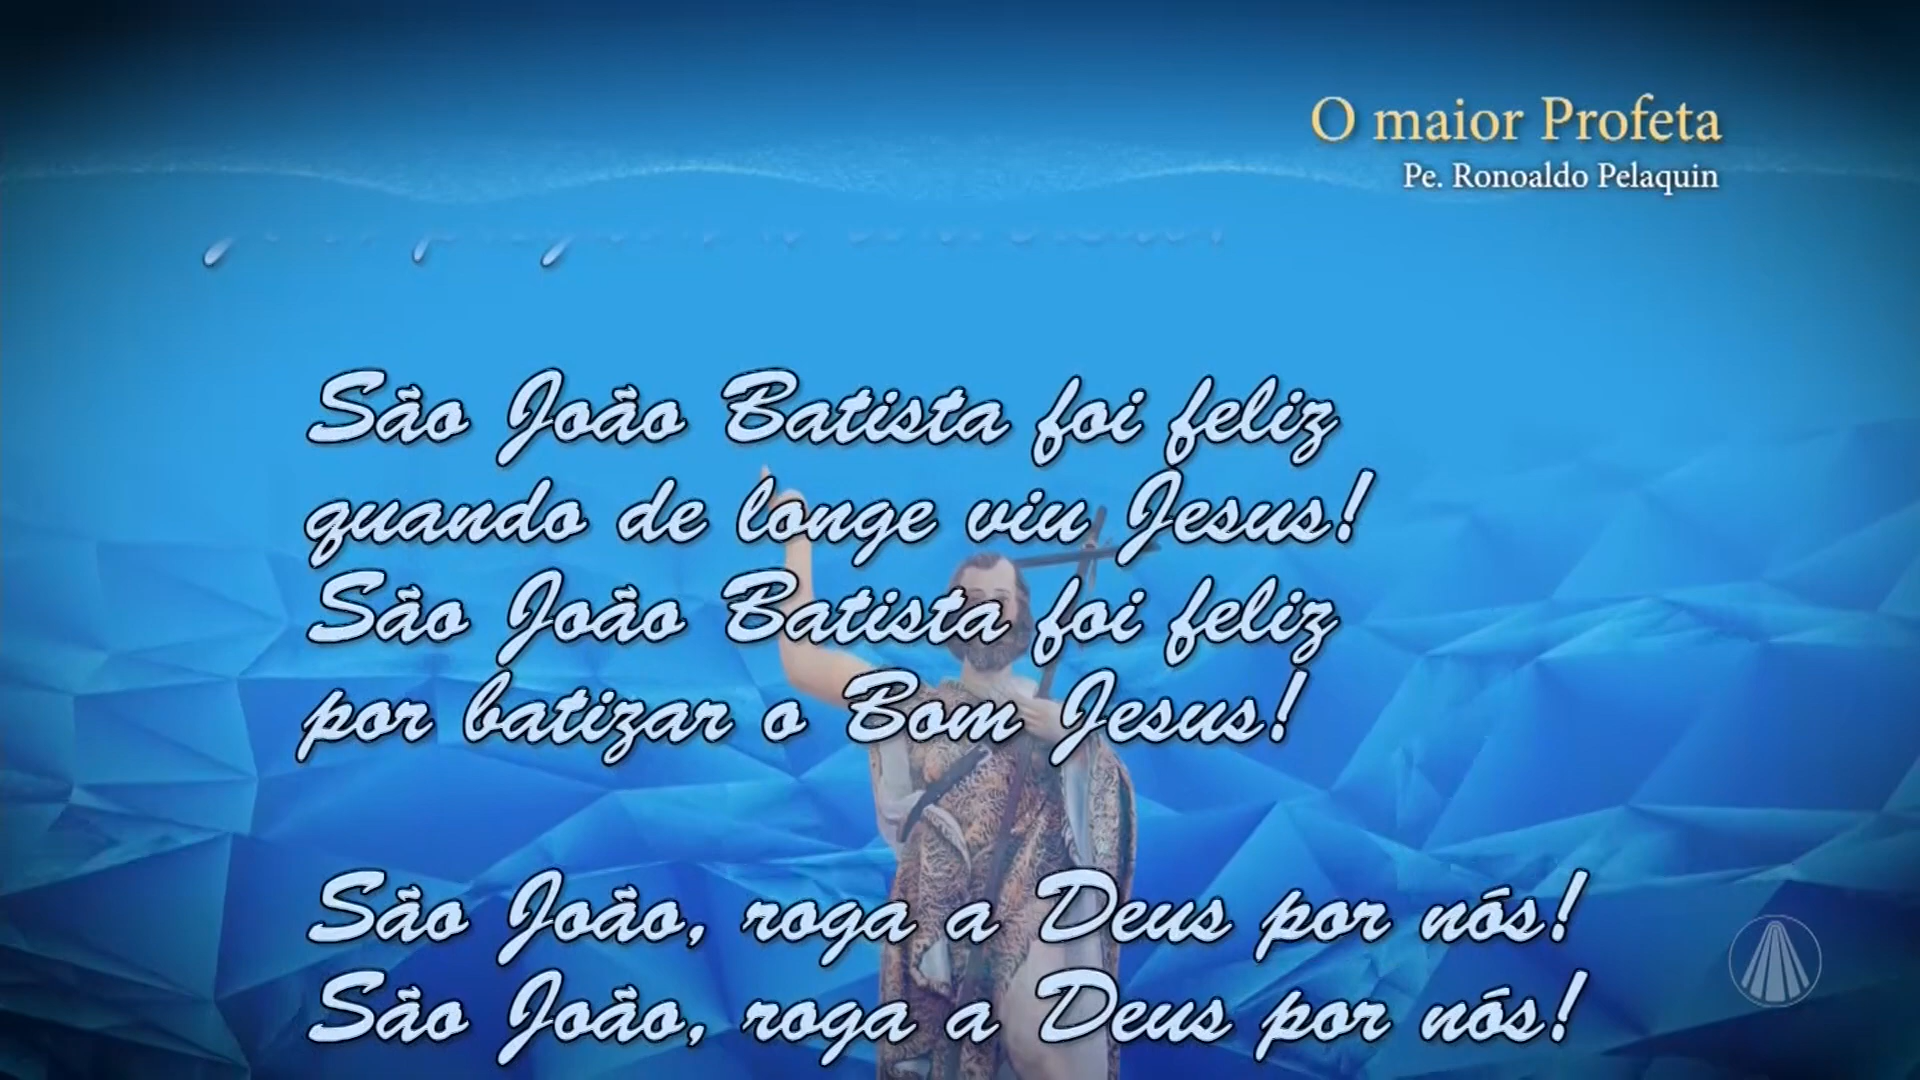 O maior Profeta
Pe. Ronoaldo Pelaquin
São João Batista foi feliz
quando de longe viu Jesus!
São João Batista foi feliz
por batizar o Bom Jesus!
São João, roga a Deus por nós!
São João, roga a Deus por nós!